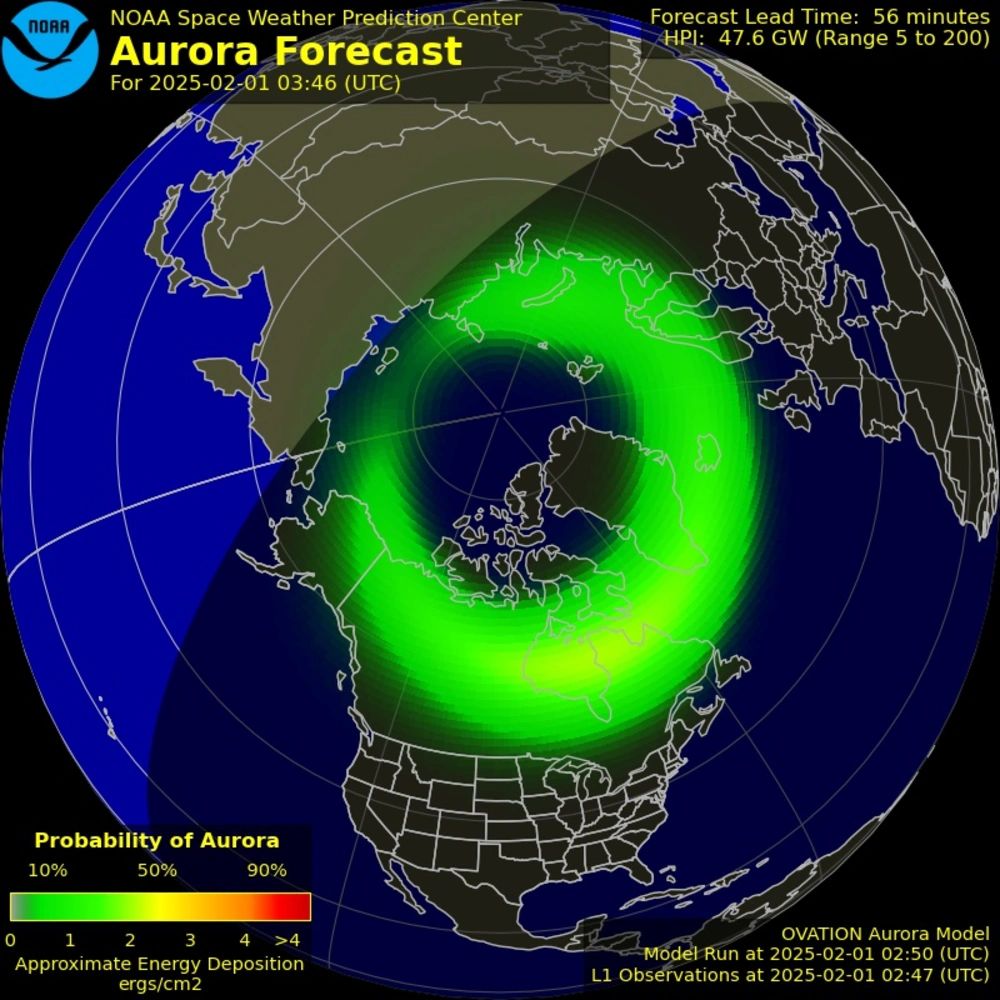 NOAA
NOAA Space Weather Prediction Center
Aurora Forecast
For 2025-02-01 03:46 (UTC)
Forecast Lead Time: 56 minutes
HPI: 47.6 GW (Range 5 to 200)
Probability of Aurora
10% 50% 90%
0 1 2 3 4 >4
Approximate Energy Deposition
ergs/cm2
OVATION Aurora Model
Model Run at 2025-02-01 02:50 (UTC)
L1 Observations at 2025-02-01 02:47 (UTC)